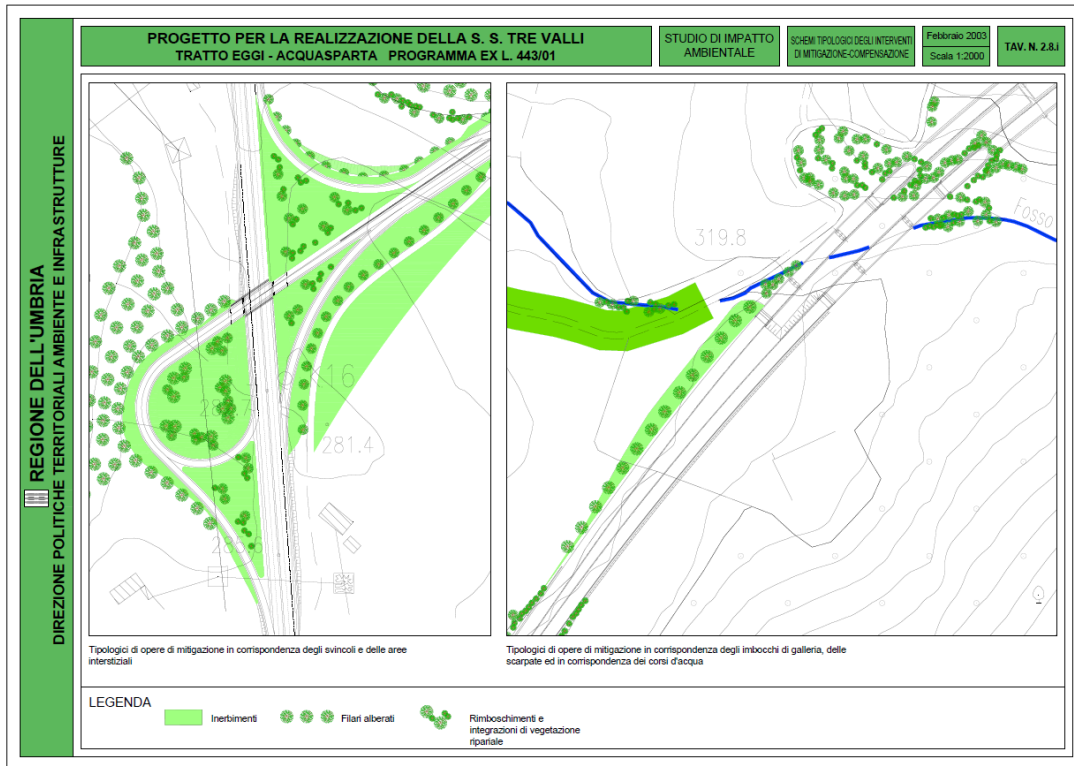 REGIONE DELL'UMBRIA
DIREZIONE POLITICHE TERRITORIALI AMBIENTE E INFRASTRUTTURE
PROGETTO PER LA REALIZZAZIONE DELLA S. S. TRE VALLI
TRATTO EGGI - ACQUASPARTA PROGRAMMA EX L. 443/01
STUDIO DI IMPATTO
AMBIENTALE
SCHEMI TIPOLOGICI DEGLI INTERVENTI
DI MITIGAZIONE-COMPENSAZIONE
Febbraio 2003
Scala 1:2000
TAV. N. 2.8.i
16
281.4
319.8
Fosso
Tipologici di opere di mitigazione in corrispondenza degli svincoli e delle aree
interstiziali
Tipologici di opere di mitigazione in corrispondenza degli imbocchi di galleria, delle
scarpate ed in corrispondenza dei corsi d'acqua
LEGENDA
Inerbimenti
Filari alberati
Rimboschimenti e
integrazioni di vegetazione
ripariale